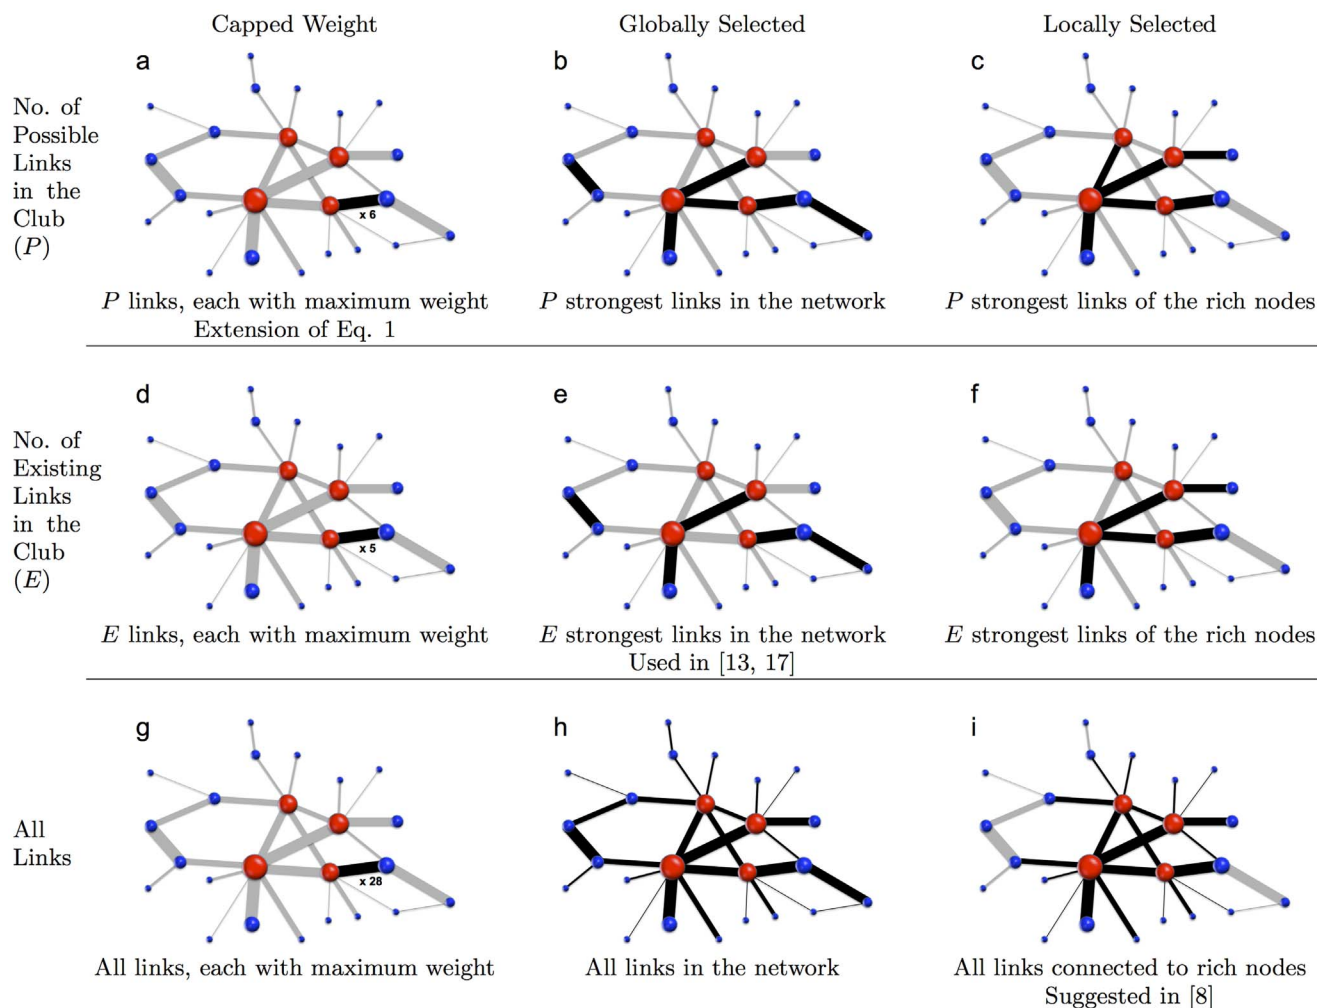 Capped Weight
Globally Selected
Locally Selected
No. of
Possible
Links
in the
Club
(P)
a
x 6
P links, each with maximum weight
Extension of Eq. 1
b
P strongest links in the network
c
P strongest links of the rich nodes
No. of
Existing
Links
in the
Club
(E)
d
x 5
E links, each with maximum weight
e
E strongest links in the network
Used in [13, 17]
f
E strongest links of the rich nodes
All
Links
g
x 28
All links, each with maximum weight
h
All links in the network
i
All links connected to rich nodes
Suggested in [8]